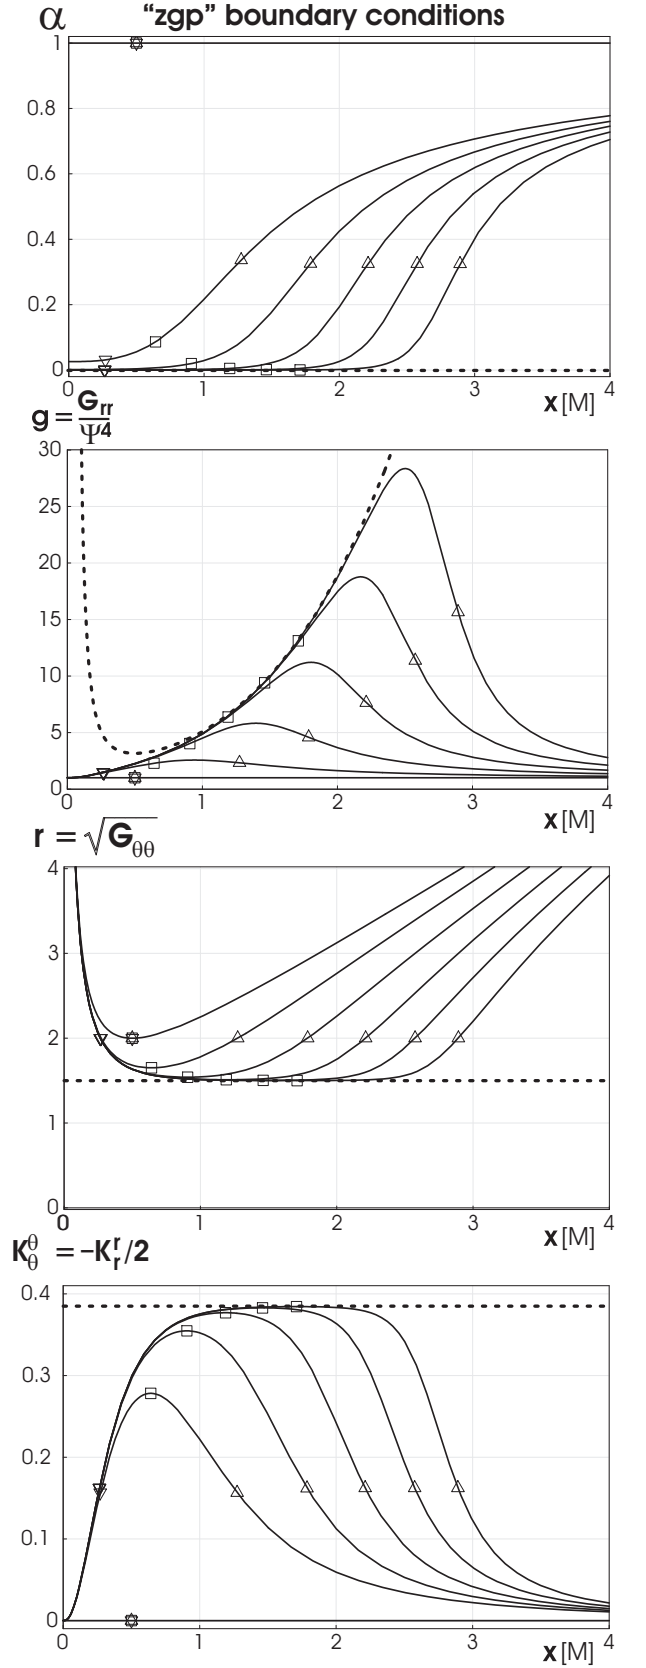 α “zgp” boundary conditions
1
0.8
0.6
0.4
0.2
0
0 1 2 3 4
x [M]
g = G_rr / Ψ^4
30
25
20
15
10
5
0
0 1 2 3 4
x [M]
r = √G_θθ
4
3
2
1
0
0 1 2 3 4
x [M]
K^θ_θ = –K^r_r/2
0.4
0.3
0.2
0.1
0
0 1 2 3 4
x [M]